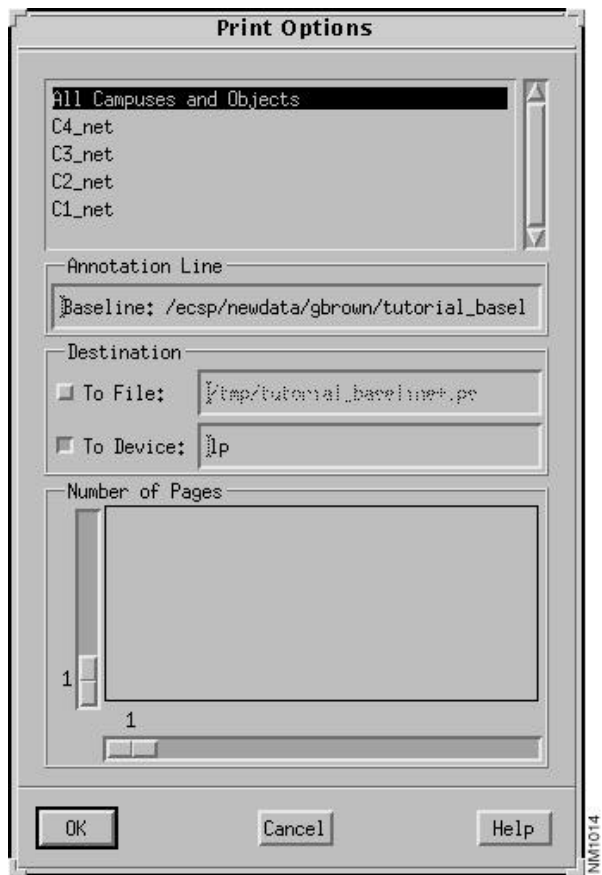 Print Options
All Campuses and Objects
C4_net
C3_net
C2_net
C1_net
Annotation Line
Baseline: /ecsp/newdata/gbrown/tutorial_basel
Destination
To File:
To Device: lp
Number of Pages
1
1
OK Cancel Help
NM1014